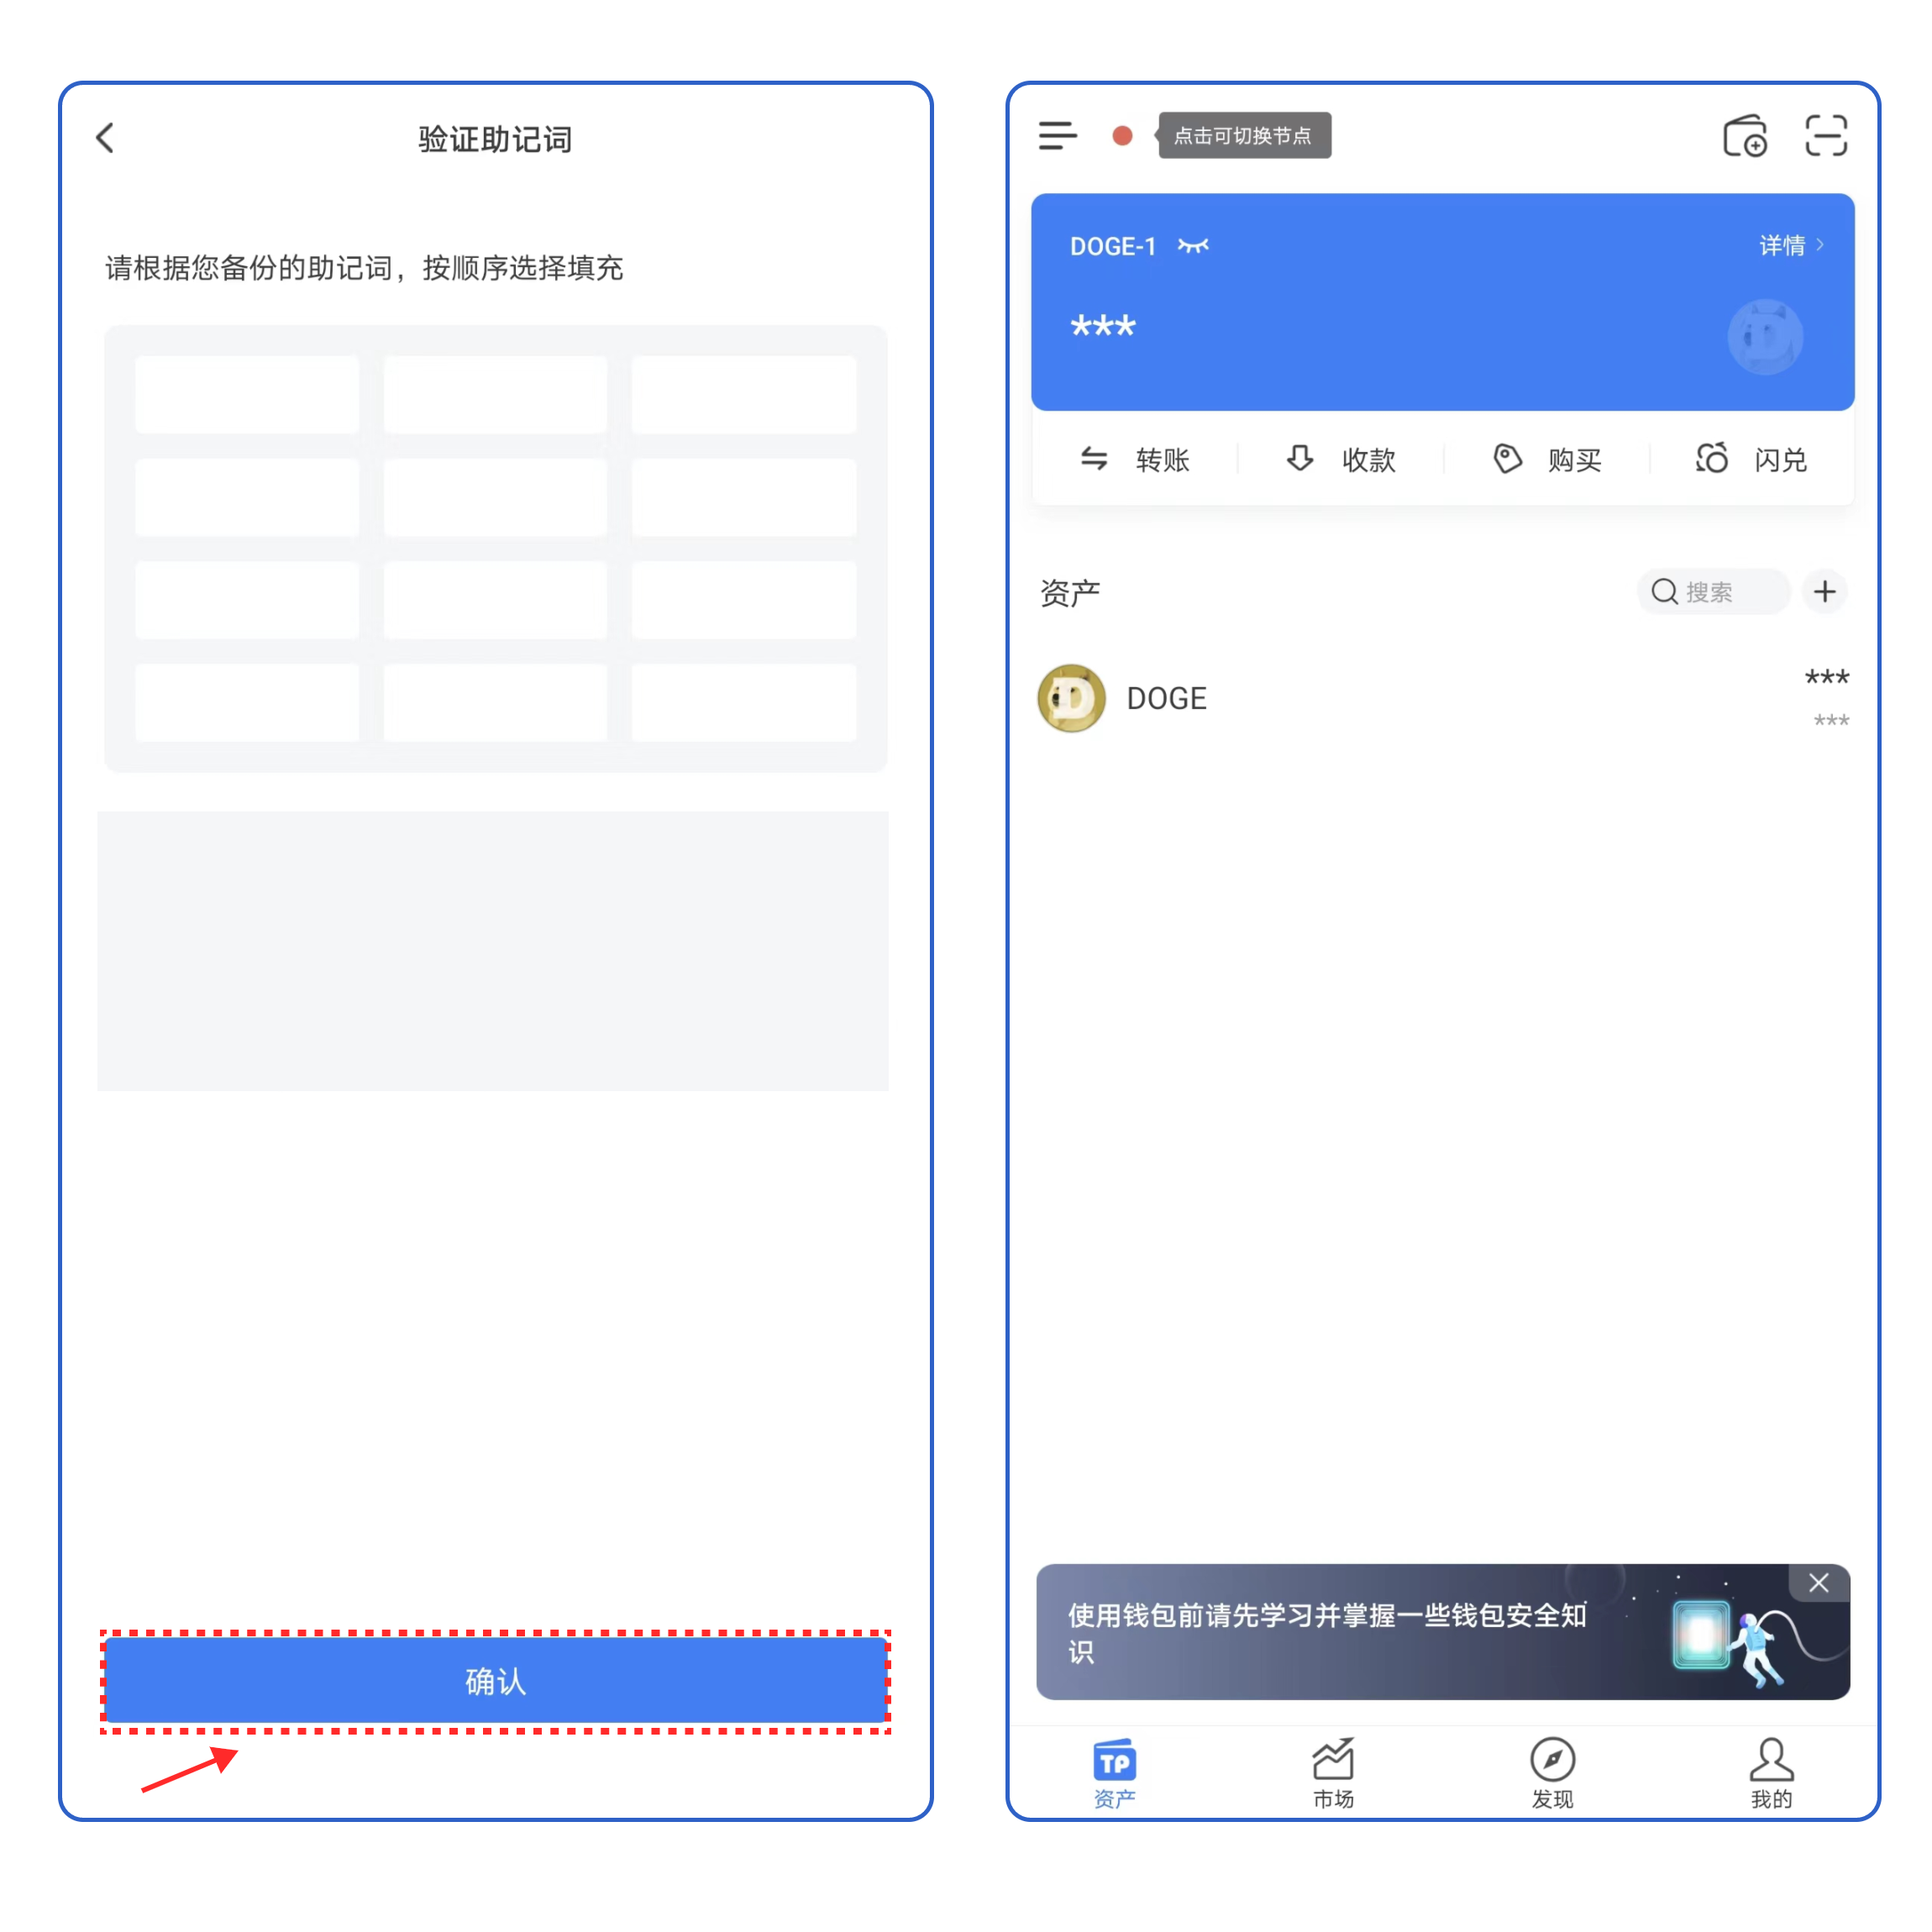 验证助记词
请根据您备份的助记词，按顺序选择填充
确认
点击可切换节点
DOGE-1
详情
***
转账
收款
购买
闪兑
资产
搜索
DOGE
***
***
使用钱包前请先学习并掌握一些钱包安全知
识
TP
资产
市场
发现
我的